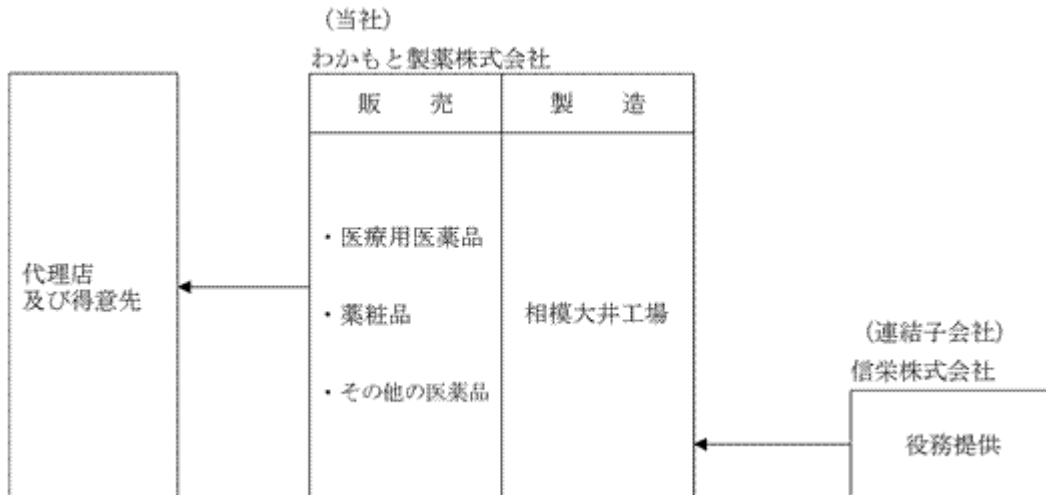 (当社)
わかもと製薬株式会社
販 売
製 造
代理店
及び得意先
・医療用医薬品
・薬粧品
・その他の医薬品
相模大井工場
(連結子会社)
信栄株式会社
役務提供